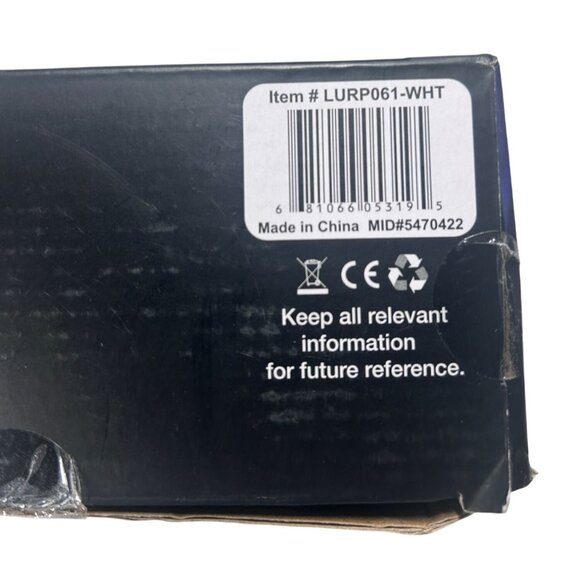 Item # LURP061-WHT
6 81066 05319 5
Made in China MID#5470422
CE
Keep all relevant
information
for future reference.